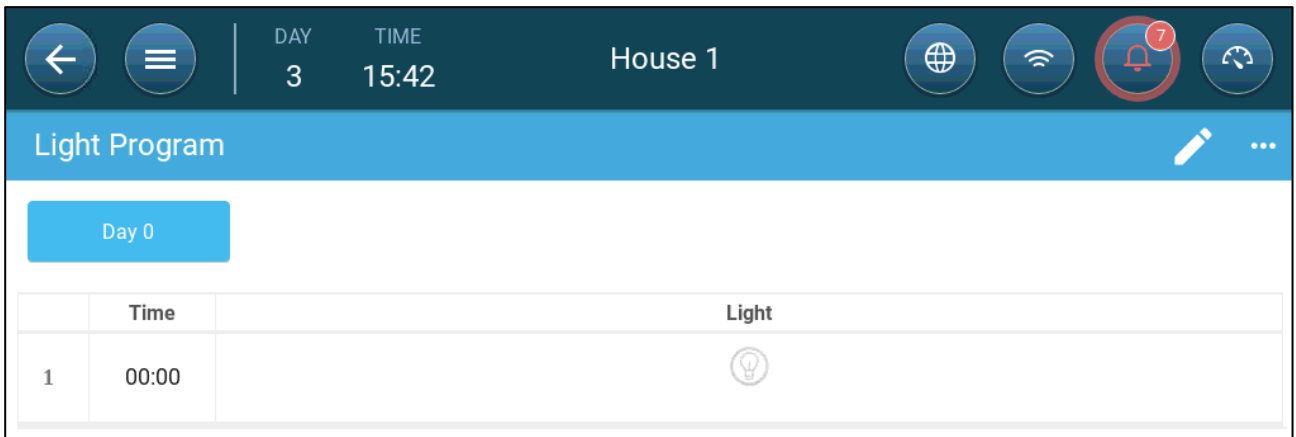 DAY TIME
3 15:42
House 1
7
Light Program
Day 0
Time Light
1 00:00